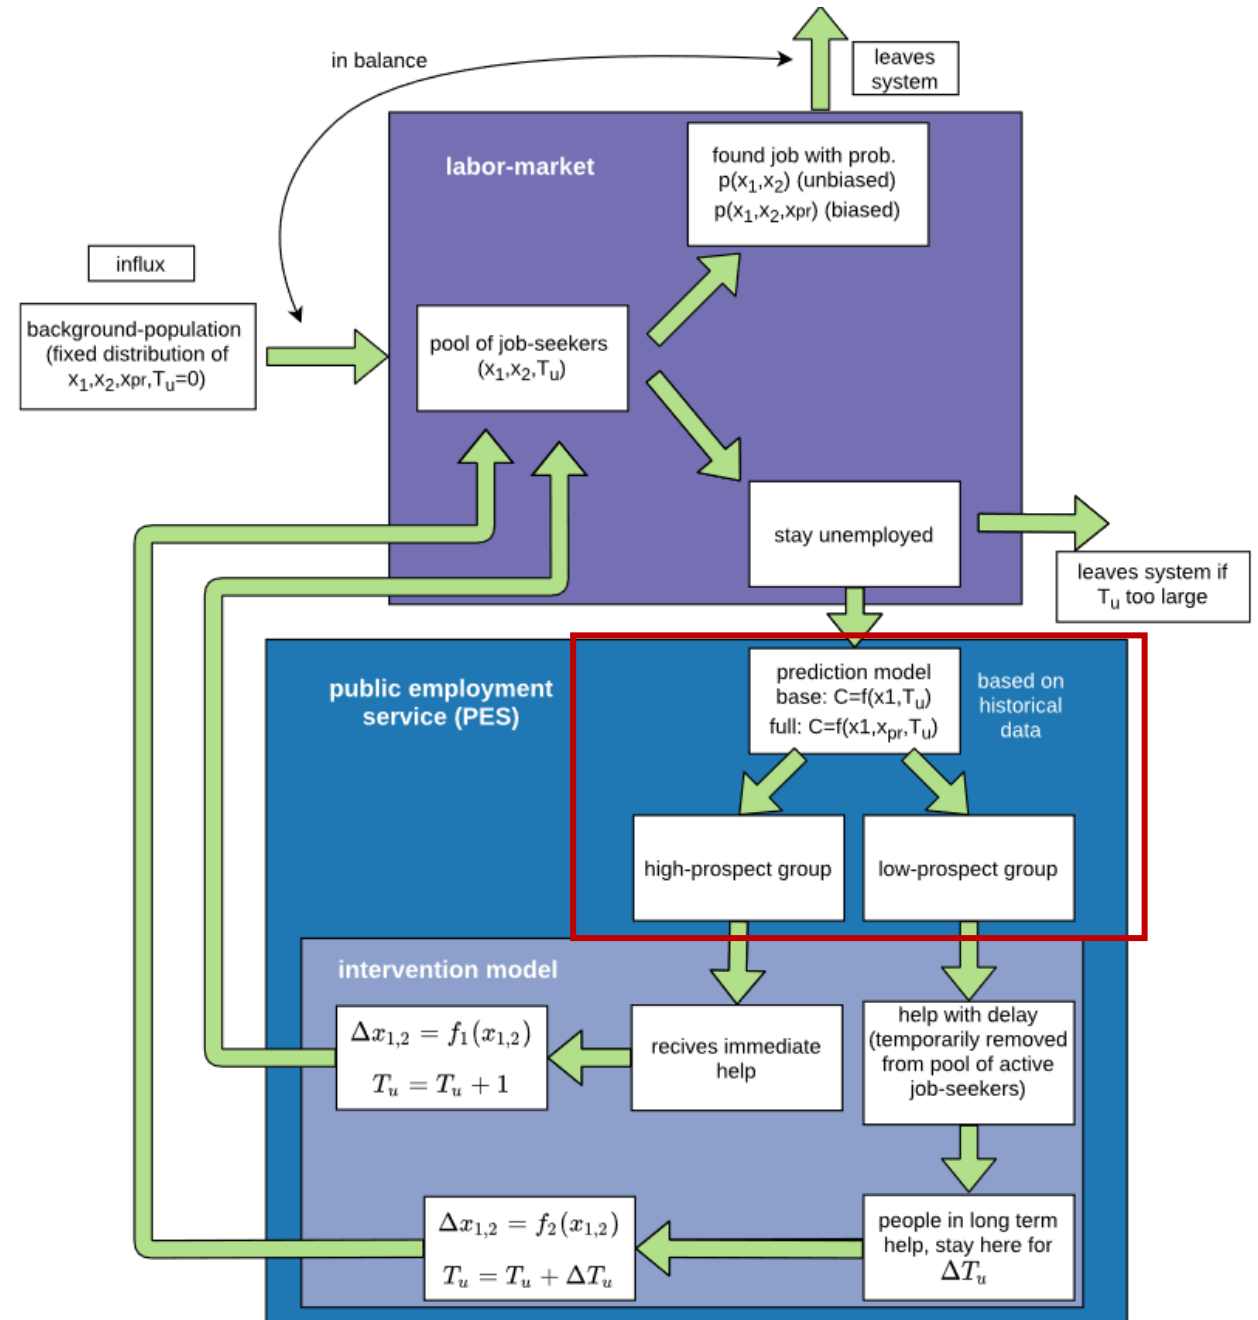 in balance
leaves
system
labor-market
found job with prob.
p(x₁,x₂) (unbiased)
p(x₁,x₂,xpr) (biased)
influx
background-population
(fixed distribution of
x₁,x₂,xpr,Tᵤ=0)
pool of job-seekers
(x₁,x₂,Tᵤ)
stay unemployed
leaves system if
Tᵤ too large
public employment
service (PES)
prediction model
base: C=f(x1,Tᵤ)
full: C=f(x1,x_pr,Tᵤ)
based on
historical
data
high-prospect group
low-prospect group
intervention model
Δx₁,₂ = f₁(x₁,₂)
Tᵤ = Tᵤ + 1
recives immediate
help
help with delay
(temporarily removed
from pool of active
job-seekers)
Δx₁,₂ = f₂(x₁,₂)
Tᵤ = Tᵤ + ΔTᵤ
people in long term
help, stay here for
ΔTᵤ